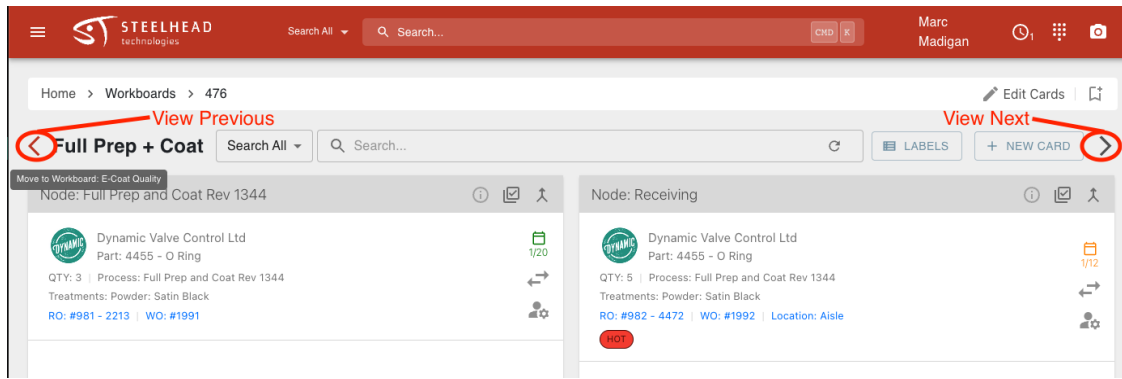 STEELHEAD
technologies
Search All
Search...
CMD K
Marc
Madigan
1
Home > Workboards > 476
Edit Cards
View Previous
View Next
Full Prep + Coat
Search All
Search...
LABELS
+ NEW CARD
Move to Workboard: E-Coat Quality
Node: Full Prep and Coat Rev 1344
DYNAMIC
Dynamic Valve Control Ltd
Part: 4455 - O Ring
1/20
QTY: 3 | Process: Full Prep and Coat Rev 1344
Treatments: Powder: Satin Black
RO: #981 - 2213 | WO: #1991
Node: Receiving
DYNAMIC
Dynamic Valve Control Ltd
Part: 4455 - O Ring
1/12
QTY: 5 | Process: Full Prep and Coat Rev 1344
Treatments: Powder: Satin Black
RO: #982 - 4472 | WO: #1992 | Location: Aisle
HOT